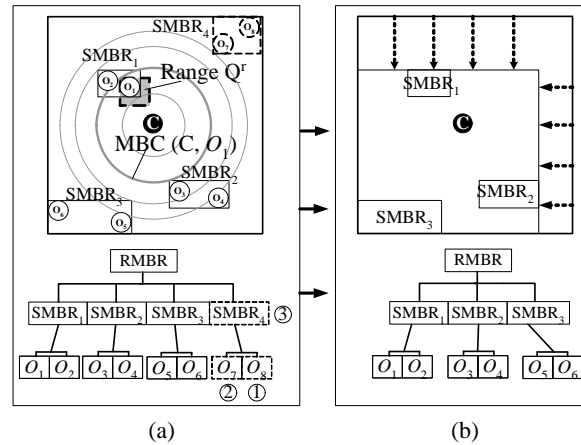 SMBR4
O8
O7
SMBR1
O2
O1
Range Qr
C
MBC (C, O1)
SMBR2
O3
O4
SMBR3
O6
O5
RMBR
SMBR1 SMBR2 SMBR3 SMBR4 ③
O1 O2 O3 O4 O5 O6 O7 O8
② ①
(a)
SMBR1
C
SMBR2
SMBR3
RMBR
SMBR1 SMBR2 SMBR3
O1 O2 O3 O4 O5 O6
(b)